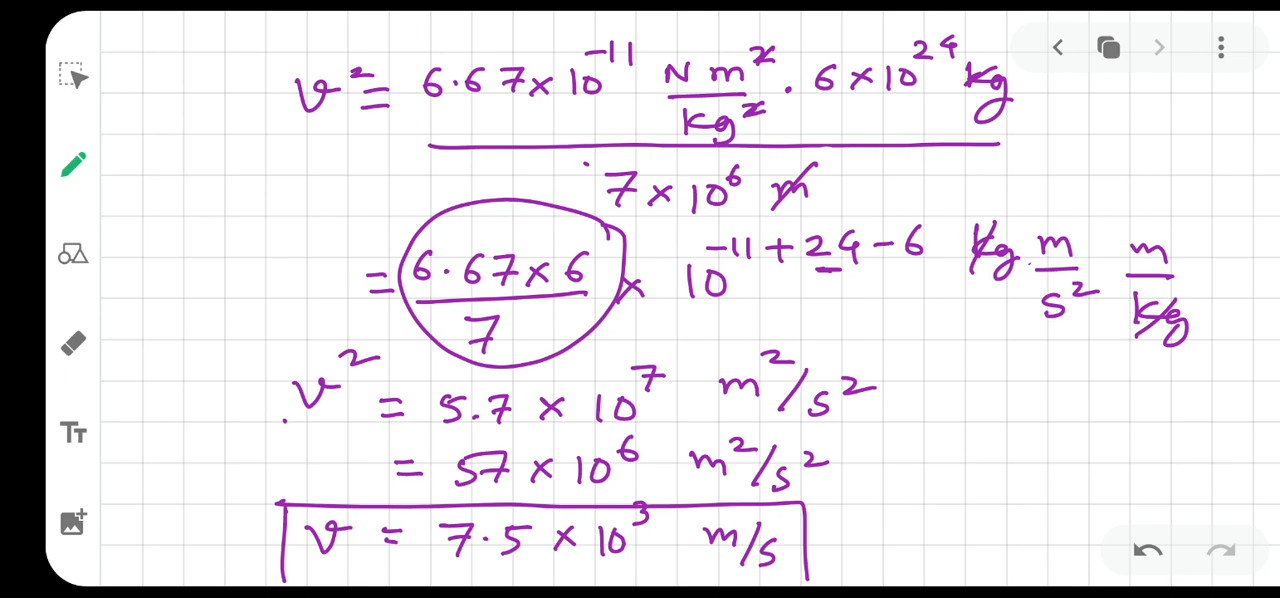 v² = 6.67 × 10⁻¹¹ N m²/kg² . 6 × 10²⁴ kg
7 × 10⁶ m
= 6.67 × 6 / 7 × 10⁻¹¹⁺²⁴⁻⁶ kg . m/s² m/kg
v² = 5.7 × 10⁷ m²/s²
= 57 × 10⁶ m²/s²
v = 7.5 × 10³ m/s
Tт